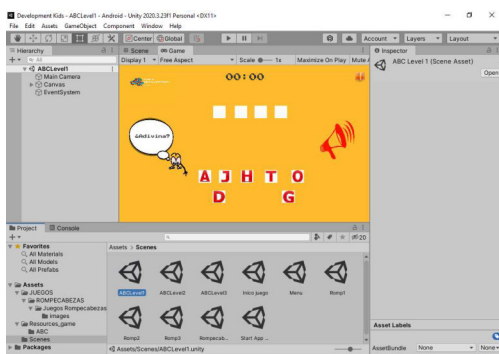 Development Kids - ABCLevel1 - Android - Unity 2020.3.23f1 Personal <DX11>
File Edit Assets GameObject Component Window Help
Center Global Account Layers Layout
Hierarchy Scene Game Inspector
All Display 1 Free Aspect Scale 1x Maximize On Play Mute
ABCLevel1
Main Camera
Canvas
EventSystem
ABC Level 1 (Scene Asset)
Open
00:00
¿Adivina?
A J H T O
D G
Project Console
20
Favorites
All Materials
All Models
All Prefabs
Assets
JUEGOS
ROMPECABEZAS
Juegos Rompecabezas
Images
Resources_game
ABC
Scenes
Packages
Assets > Scenes
ABCLevel1 ABCLevel2 ABCLevel3 Inico juego Menu Romp1
Romp2 Romp3 Rompecab... Start App ...
Assets/Scenes/ABCLevel1.unity
Asset Labels
AssetBundle None None